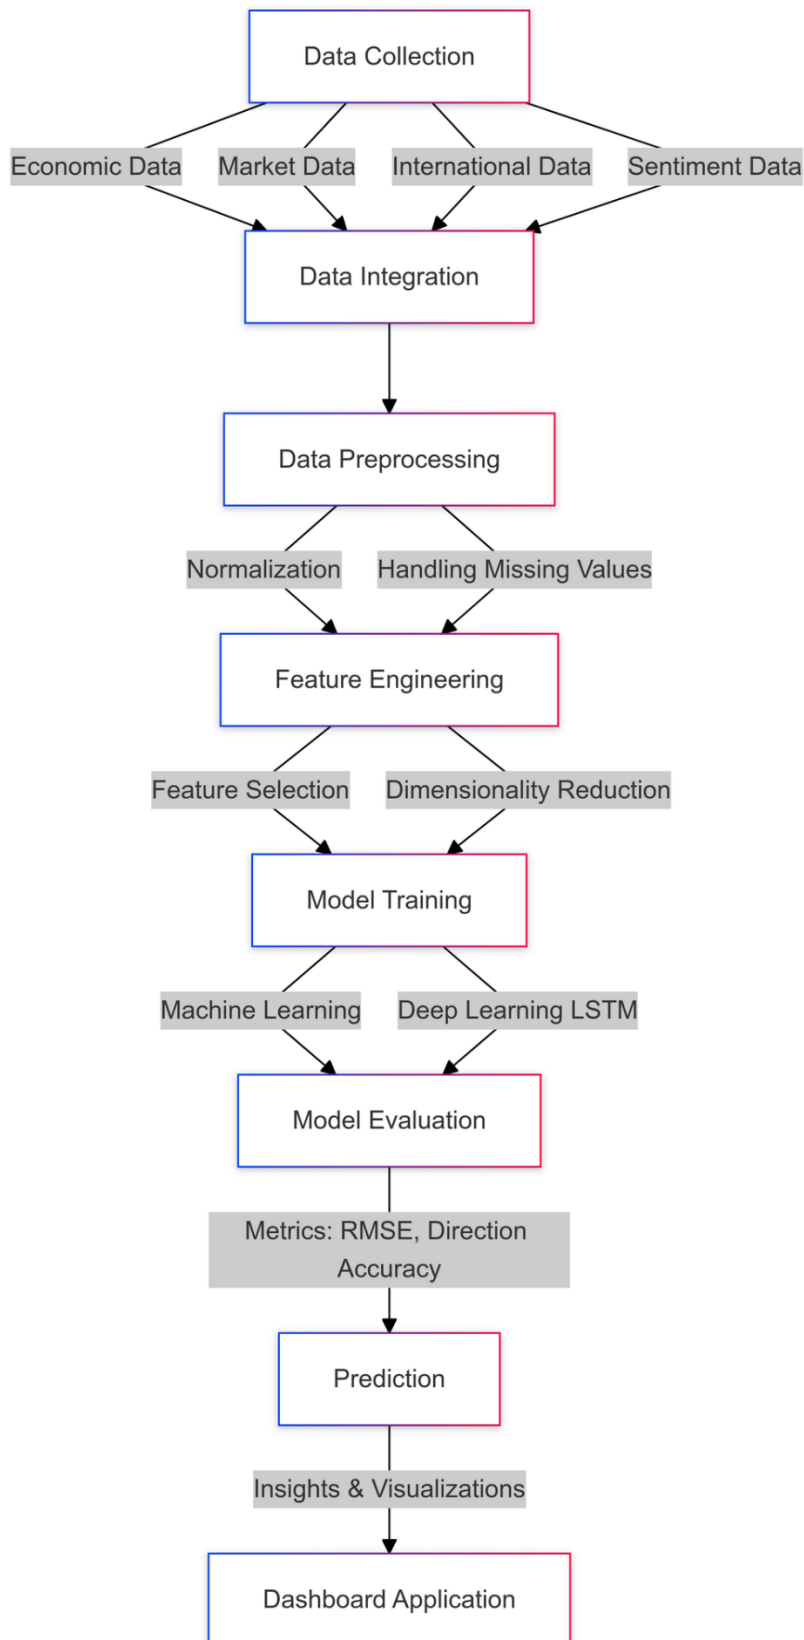 Data Collection
Economic Data
Market Data
International Data
Sentiment Data
Data Integration
Data Preprocessing
Normalization
Handling Missing Values
Feature Engineering
Feature Selection
Dimensionality Reduction
Model Training
Machine Learning
Deep Learning LSTM
Model Evaluation
Metrics: RMSE, Direction
Accuracy
Prediction
Insights & Visualizations
Dashboard Application